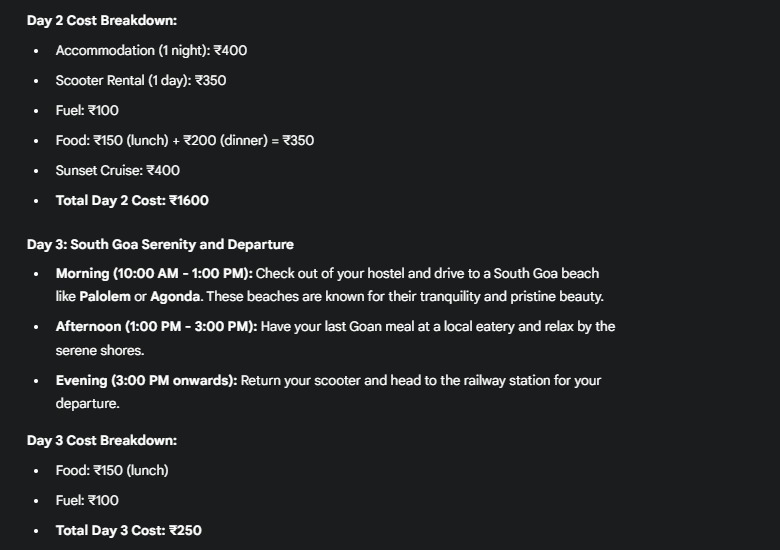 Day 2 Cost Breakdown:
• Accommodation (1 night): ₹400
• Scooter Rental (1 day): ₹350
• Fuel: ₹100
• Food: ₹150 (lunch) + ₹200 (dinner) = ₹350
• Sunset Cruise: ₹400
• Total Day 2 Cost: ₹1600
Day 3: South Goa Serenity and Departure
• Morning (10:00 AM - 1:00 PM): Check out of your hostel and drive to a South Goa beach
like Palolem or Agonda. These beaches are known for their tranquility and pristine beauty.
• Afternoon (1:00 PM - 3:00 PM): Have your last Goan meal at a local eatery and relax by the
serene shores.
• Evening (3:00 PM onwards): Return your scooter and head to the railway station for your
departure.
Day 3 Cost Breakdown:
• Food: ₹150 (lunch)
• Fuel: ₹100
• Total Day 3 Cost: ₹250